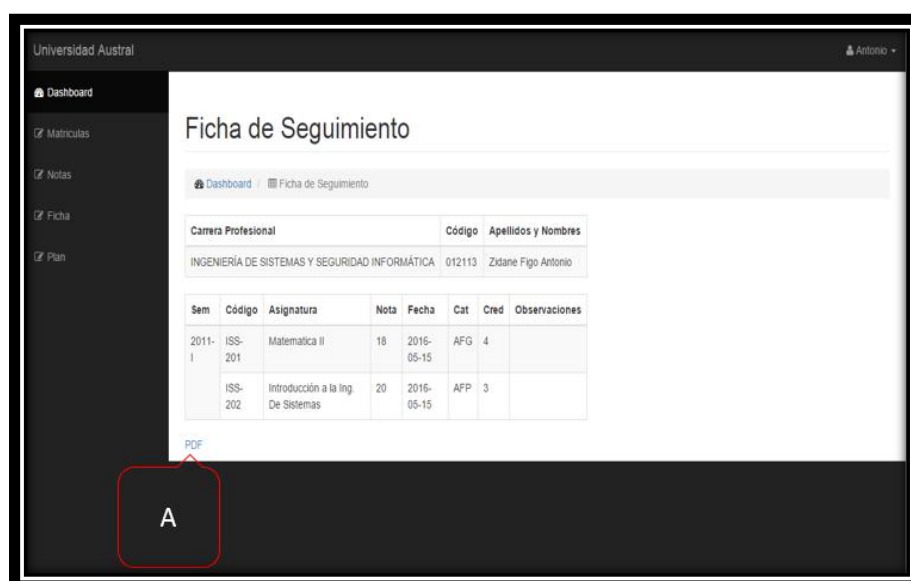 Universidad Austral
Antonio
Dashboard
Matriculas
Notas
Ficha
Plan
Ficha de Seguimiento
Dashboard / Ficha de Seguimiento
Carrera Profesional Código Apellidos y Nombres
INGENIERÍA DE SISTEMAS Y SEGURIDAD INFORMÁTICA 012113 Zidane Figo Antonio
Sem Código Asignatura Nota Fecha Cat Cred Observaciones
2011- ISS- Matematica II 18 2016- AFG 4
I 201 05-15
ISS- Introducción a la Ing. 20 2016- AFP 3
202 De Sistemas 05-15
PDF
A